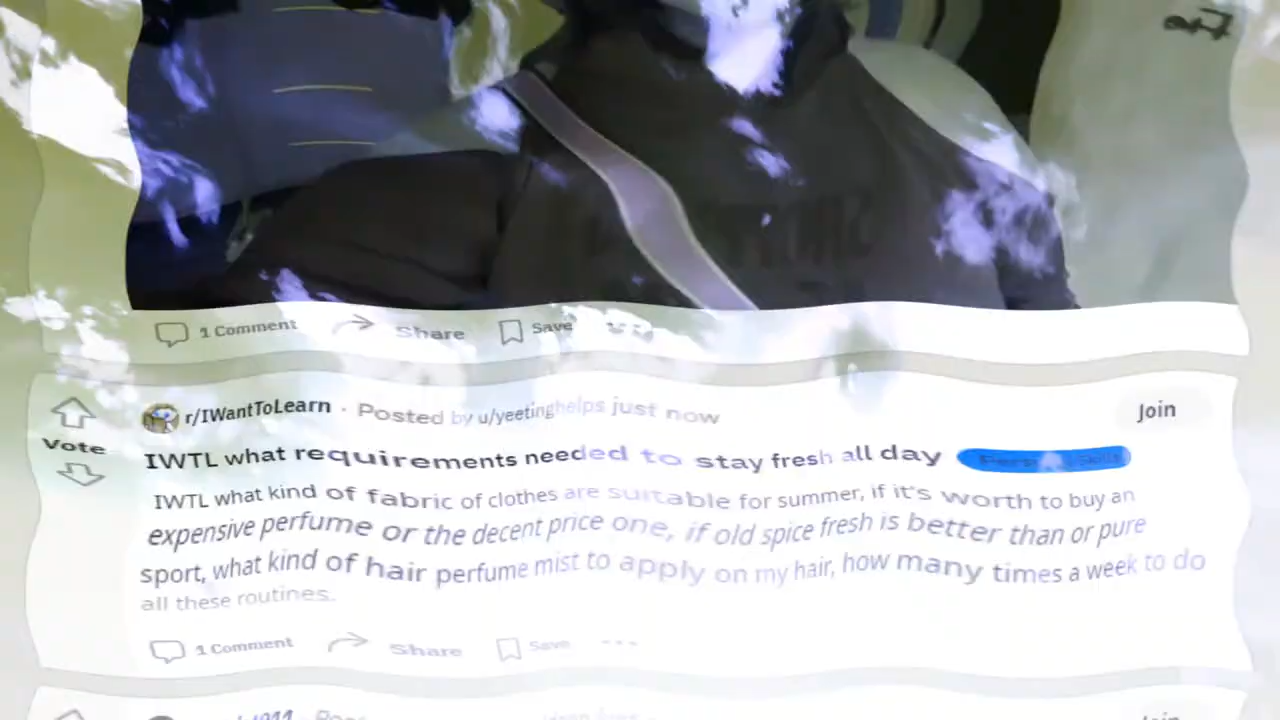 1 Comment Share Save
r/IWantToLearn · Posted by u/yeetinghelps just now
Join
Vote
IWTL what requirements needed to stay fresh all day
IWTL what kind of fabric of clothes are suitable for summer, if it's worth to buy an
expensive perfume or the decent price one, if old spice fresh is better than or pure
sport, what kind of hair perfume mist to apply on my hair, how many times a week to do
all these routines.
1 Comment Share Save
Join